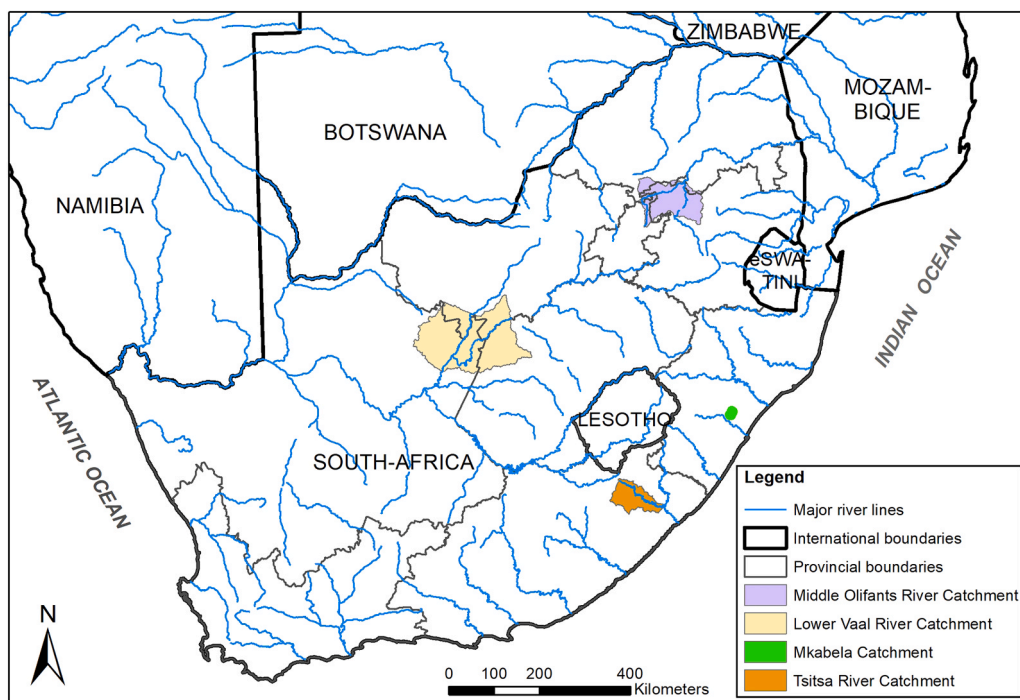 ZIMBABWE
MOZAM-
BIQUE
BOTSWANA
NAMIBIA
eSWA-
TINI
INDIAN OCEAN
ATLANTIC OCEAN
LESOTHO
SOUTH-AFRICA
Legend
Major river lines
International boundaries
Provincial boundaries
Middle Olifants River Catchment
Lower Vaal River Catchment
Mkabela Catchment
Tsitsa River Catchment
N
0 100 200 400
Kilometers